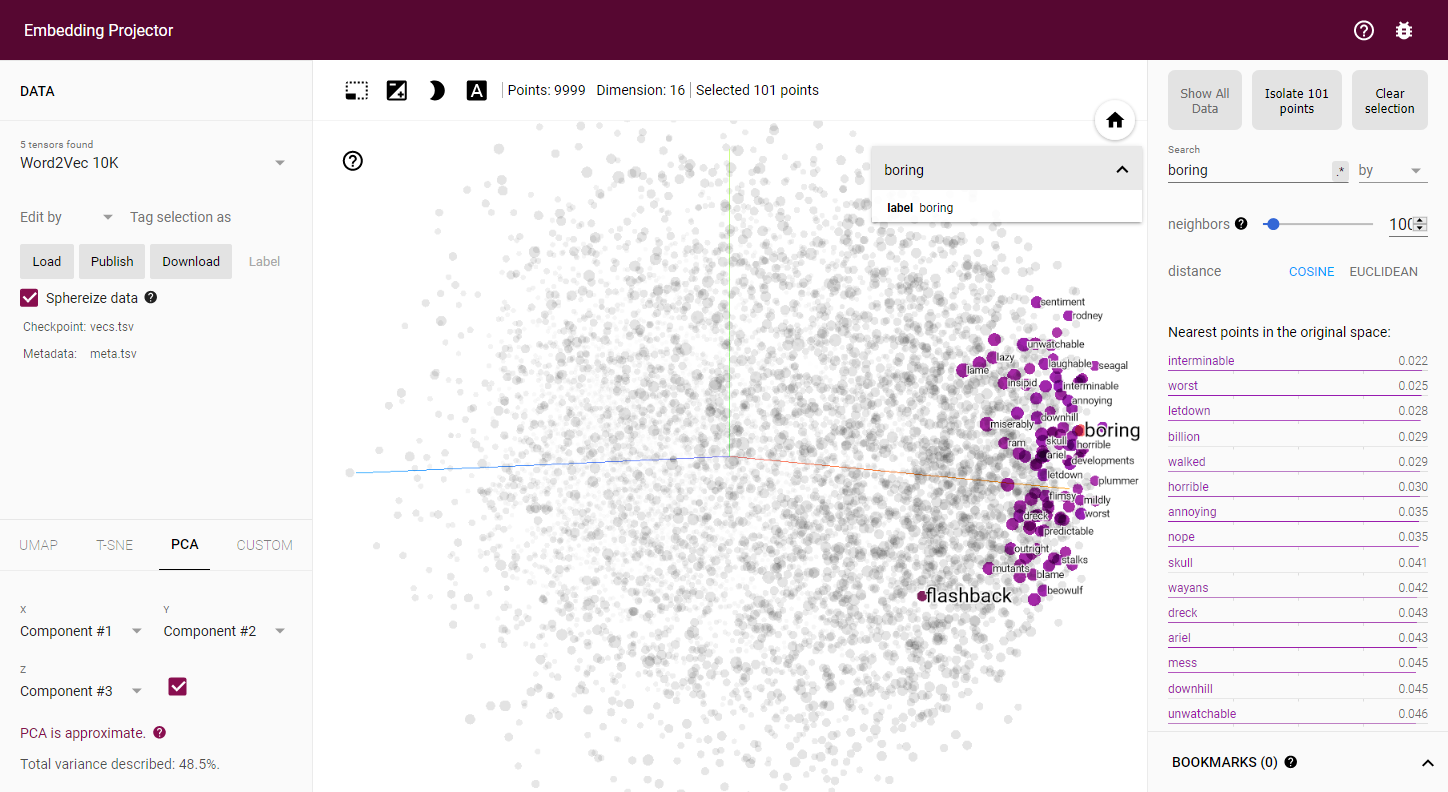 Embedding Projector
DATA
5 tensors found
Word2Vec 10K
Edit by
Tag selection as
Load
Publish
Download
Label
Sphereize data
Checkpoint: vecs.tsv
Metadata: meta.tsv
UMAP
T-SNE
PCA
CUSTOM
X
Y
Component #1
Component #2
Z
Component #3
PCA is approximate.
Total variance described: 48.5%.
A
Points: 9999
Dimension: 16
Selected 101 points
boring
label boring
sentiment
rodney
unwatchable
lazy
laughable
seagal
lame
insipid
interminable
annoying
downhill
miserably
boring
ram
skull
horrible
ariel
developments
letdown
plummer
flimsy
mildly
dreck
worst
predictable
outright
stalks
mutants
blame
beowulf
flashback
Show All
Data
Isolate 101
points
Clear
selection
Search
boring
.*
by
neighbors
100
distance
COSINE
EUCLIDEAN
Nearest points in the original space:
interminable 0.022
worst 0.025
letdown 0.028
billion 0.029
walked 0.029
horrible 0.030
annoying 0.035
nope 0.035
skull 0.041
wayans 0.042
dreck 0.043
ariel 0.043
mess 0.045
downhill 0.045
unwatchable 0.046
BOOKMARKS (0)